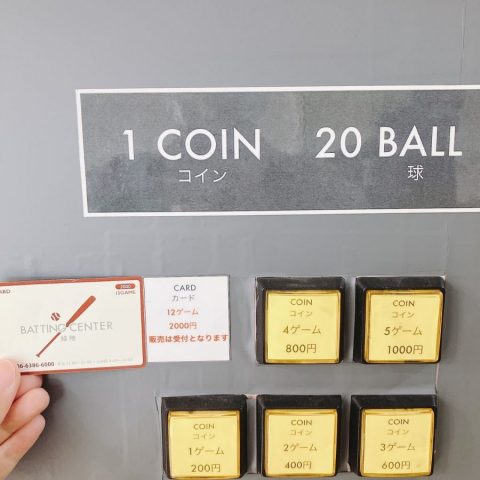 1 COIN 20 BALL
コイン 球
BATTING CENTER
CARD
カード
12ゲーム
2000円
販売は受付となります
COIN
コイン
4ゲーム
800円
COIN
コイン
5ゲーム
1000円
COIN
コイン
1ゲーム
200円
COIN
コイン
2ゲーム
400円
COIN
コイン
3ゲーム
600円